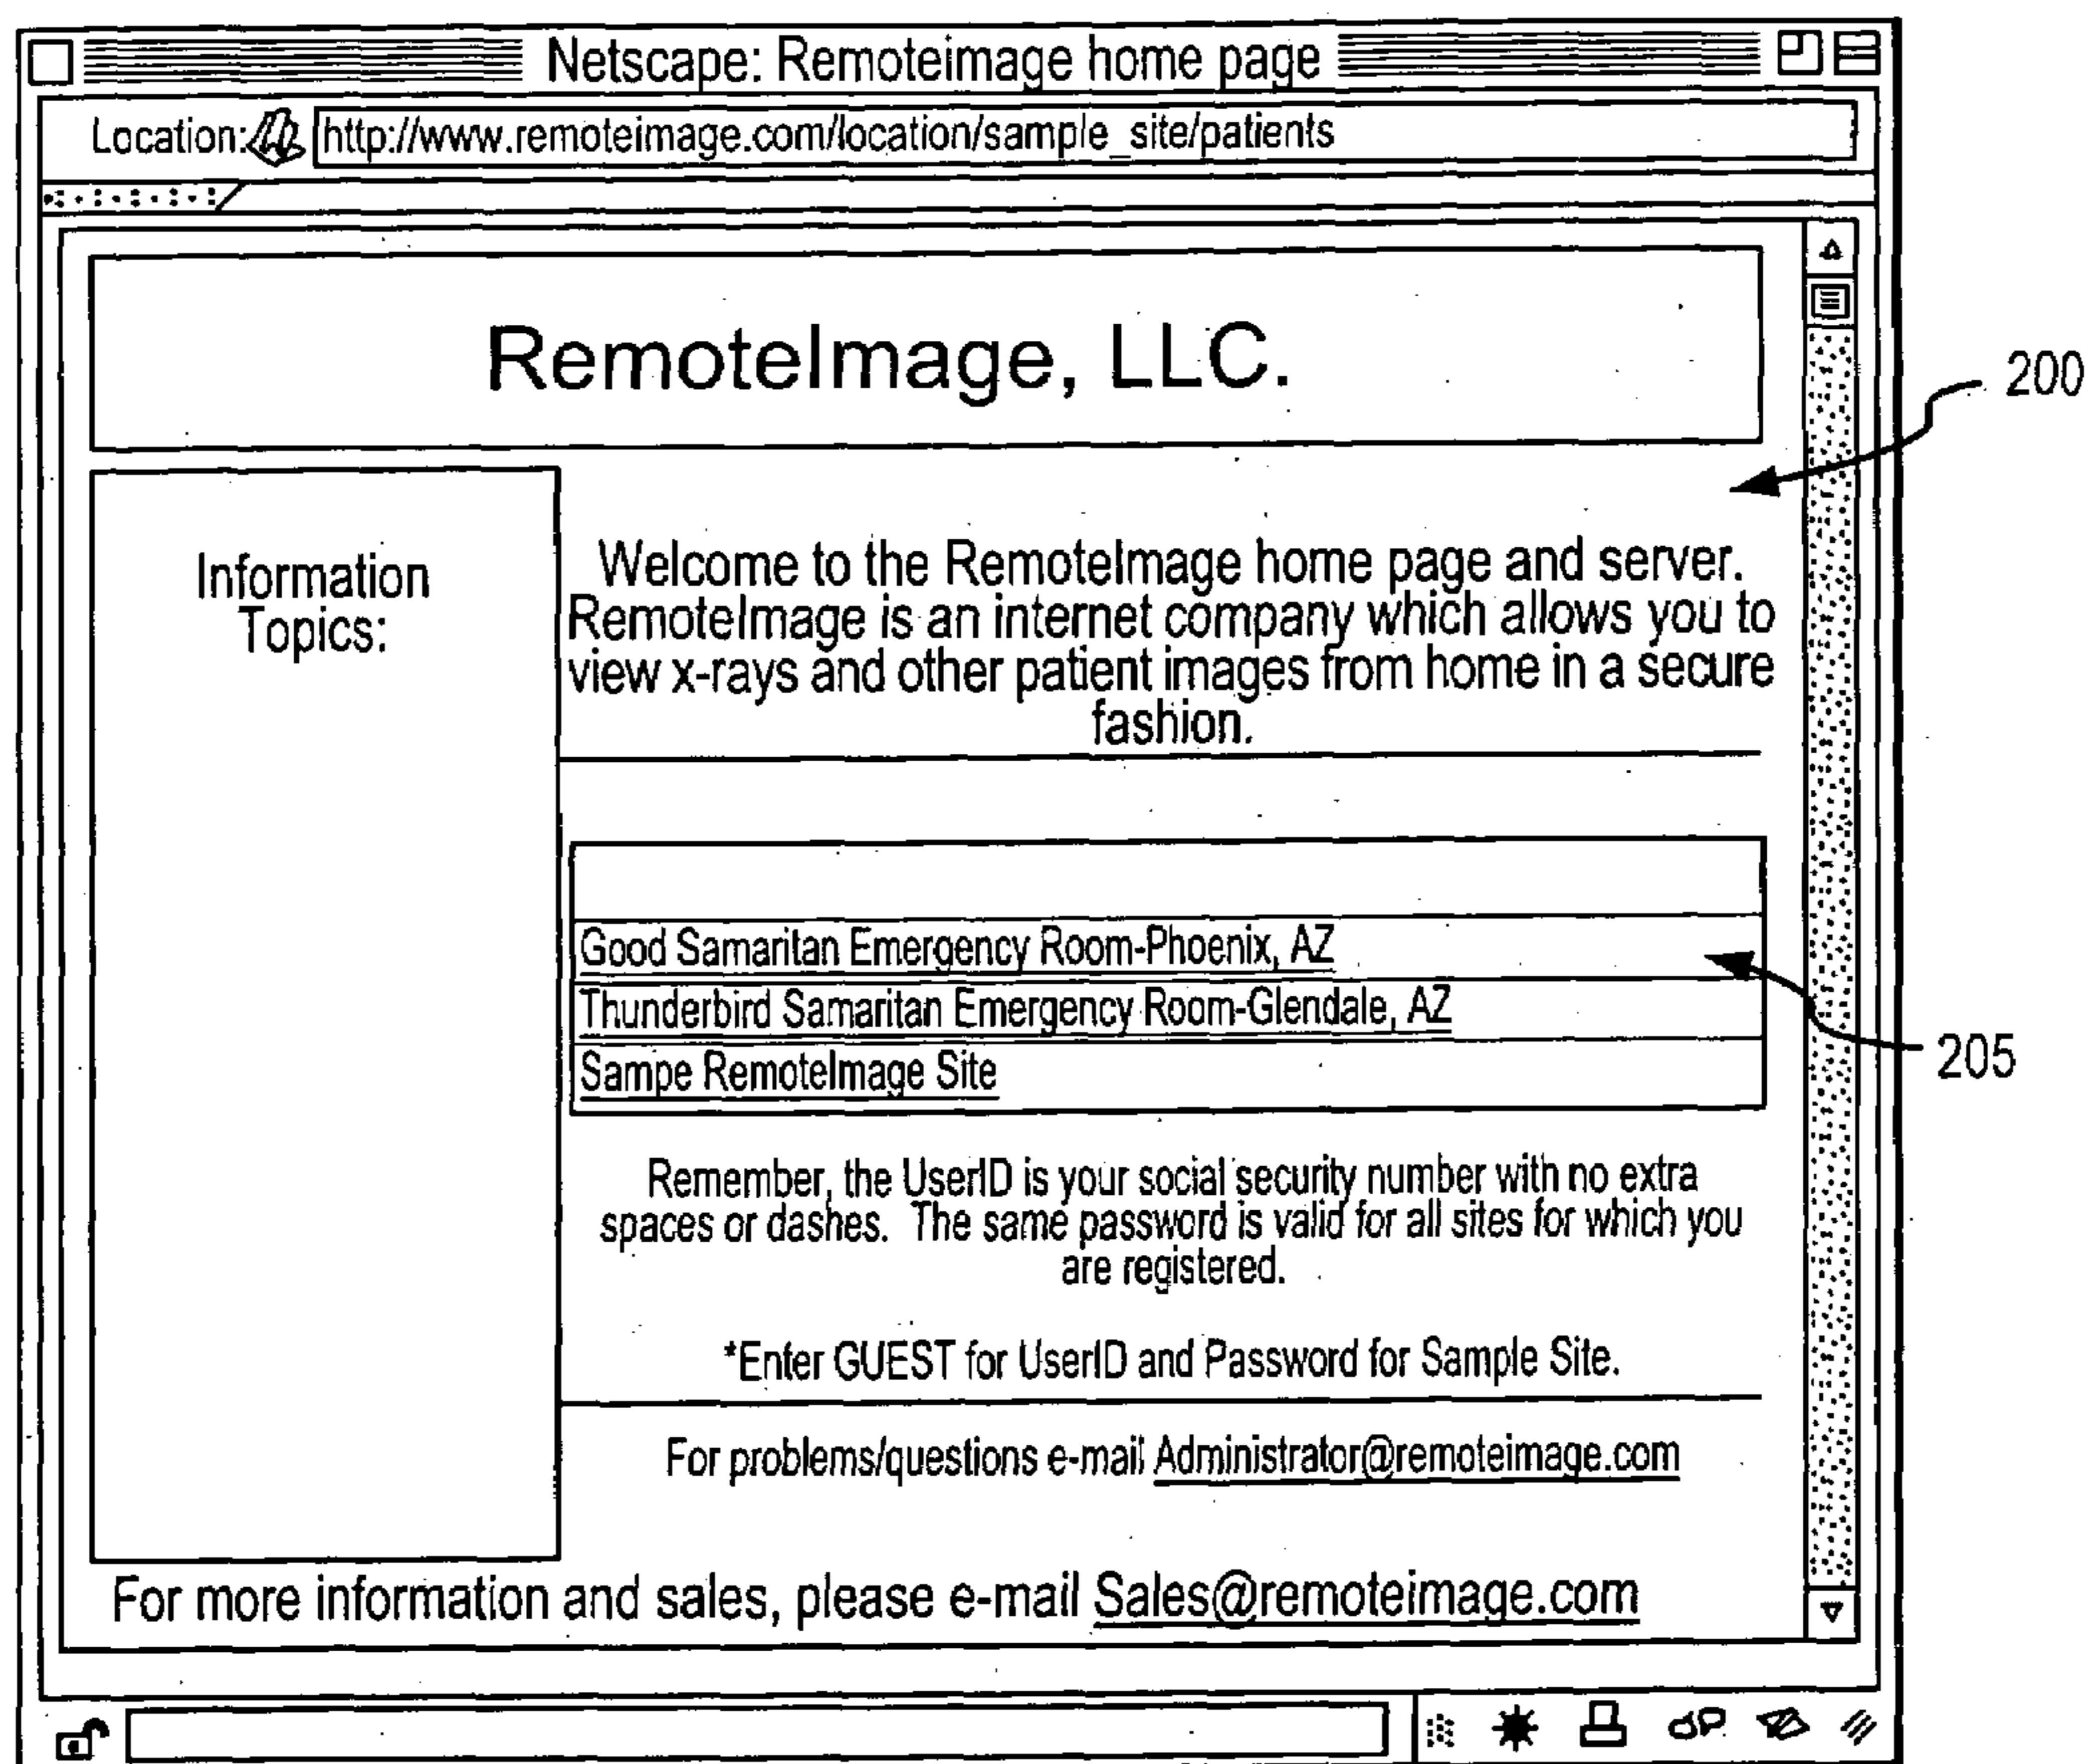 Netscape: Remoteimage home page
Location: http://www.remoteimage.com/location/sample_site/patients
RemoteImage, LLC.
200
Information
Topics:
Welcome to the RemoteImage home page and server.
RemoteImage is an internet company which allows you to
view x-rays and other patient images from home in a secure
fashion.
Good Samaritan Emergency Room-Phoenix, AZ
Thunderbird Samaritan Emergency Room-Glendale, AZ
Sampe RemoteImage Site
205
Remember, the UserID is your social security number with no extra
spaces or dashes. The same password is valid for all sites for which you
are registered.
*Enter GUEST for UserID and Password for Sample Site.
For problems/questions e-mail Administrator@remoteimage.com
For more information and sales, please e-mail Sales@remoteimage.com